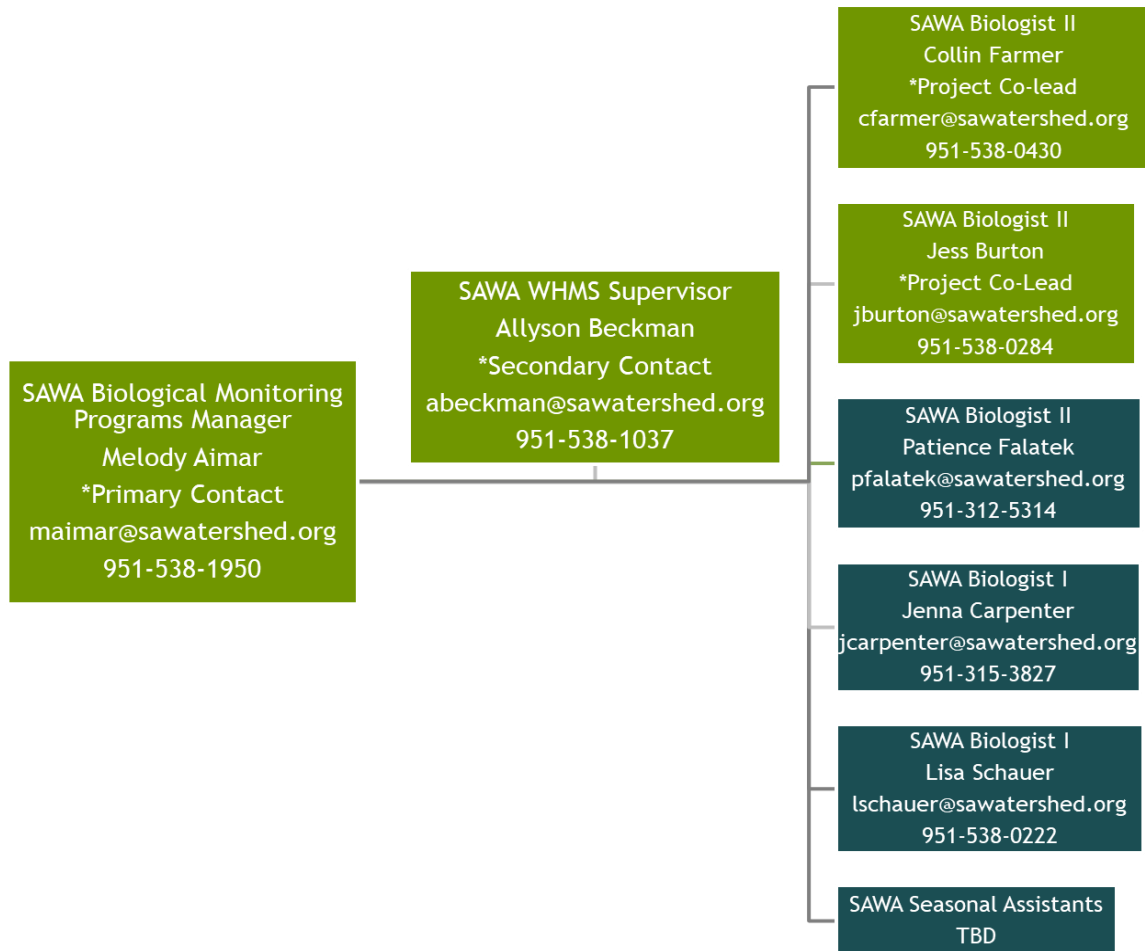 SAWA Biological Monitoring
Programs Manager
Melody Aimar
*Primary Contact
maimar@sawatershed.org
951-538-1950
SAWA WHMS Supervisor
Allyson Beckman
*Secondary Contact
abeckman@sawatershed.org
951-538-1037
SAWA Biologist II
Collin Farmer
*Project Co-lead
cfarmer@sawatershed.org
951-538-0430
SAWA Biologist II
Jess Burton
*Project Co-Lead
jburton@sawatershed.org
951-538-0284
SAWA Biologist II
Patience Falatek
pfalatek@sawatershed.org
951-312-5314
SAWA Biologist I
Jenna Carpenter
jcarpenter@sawatershed.org
951-315-3827
SAWA Biologist I
Lisa Schauer
lschauer@sawatershed.org
951-538-0222
SAWA Seasonal Assistants
TBD